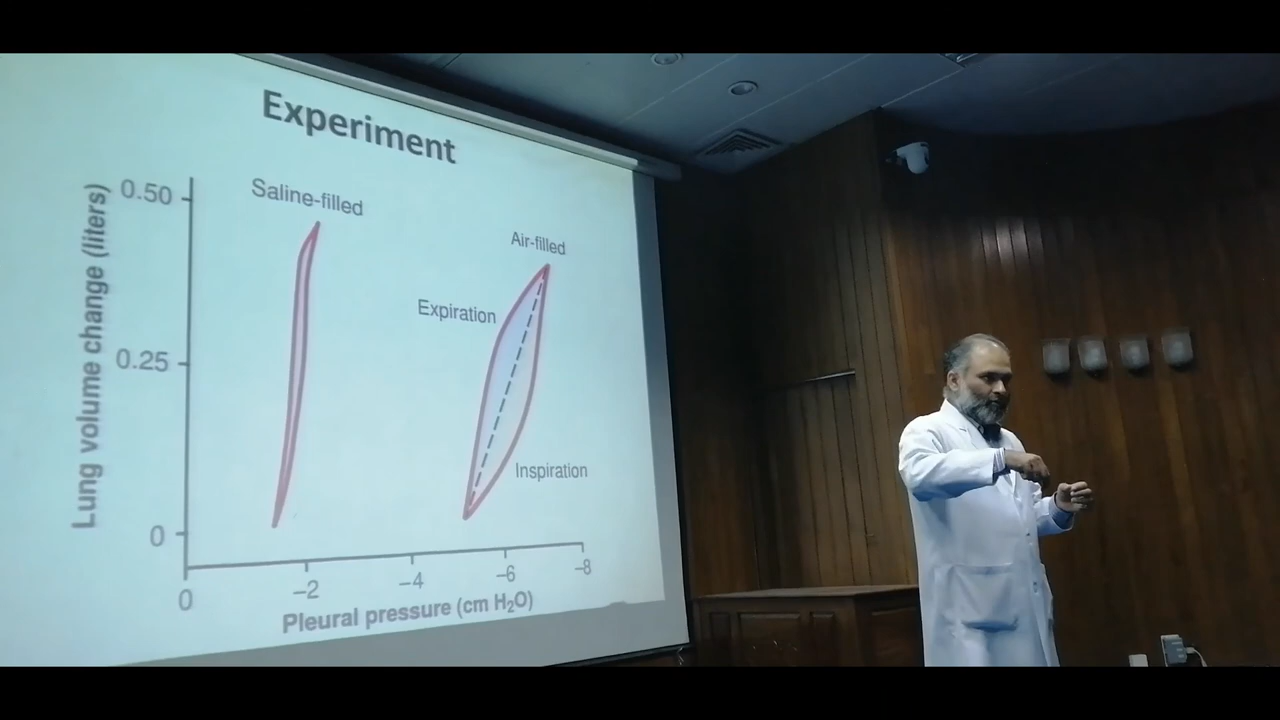 Experiment
Saline-filled
Air-filled
Expiration
Inspiration
Lung volume change (liters)
0.50
0.25
0
0
–2
–4
–6
–8
Pleural pressure (cm H₂O)